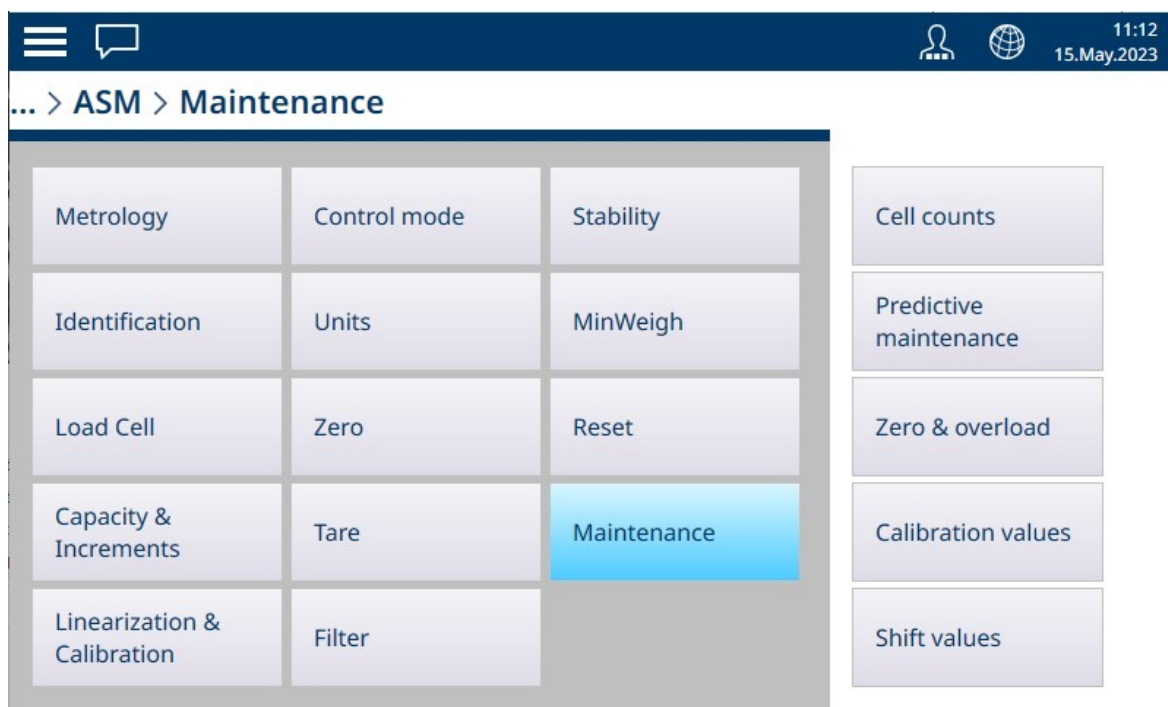 11:12
15.May.2023
... > ASM > Maintenance
Metrology
Control mode
Stability
Cell counts
Identification
Units
MinWeigh
Predictive
maintenance
Load Cell
Zero
Reset
Zero & overload
Capacity &
Increments
Tare
Maintenance
Calibration values
Linearization &
Calibration
Filter
Shift values